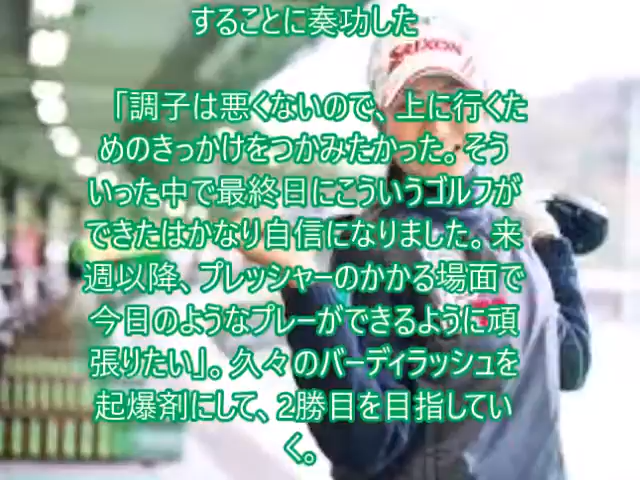 することに奏功した
SRIXON
「調子は悪くないので、上に行くた
めのきっかけをつかみたかった。そう
いった中で最終日にこういうゴルフが
できたはかなり自信になりました。来
週以降、プレッシャーのかかる場面で
今日のようなプレーができるように頑
張りたい」。久々のバーディラッシュを
起爆剤にして、2勝目を目指してい
く。